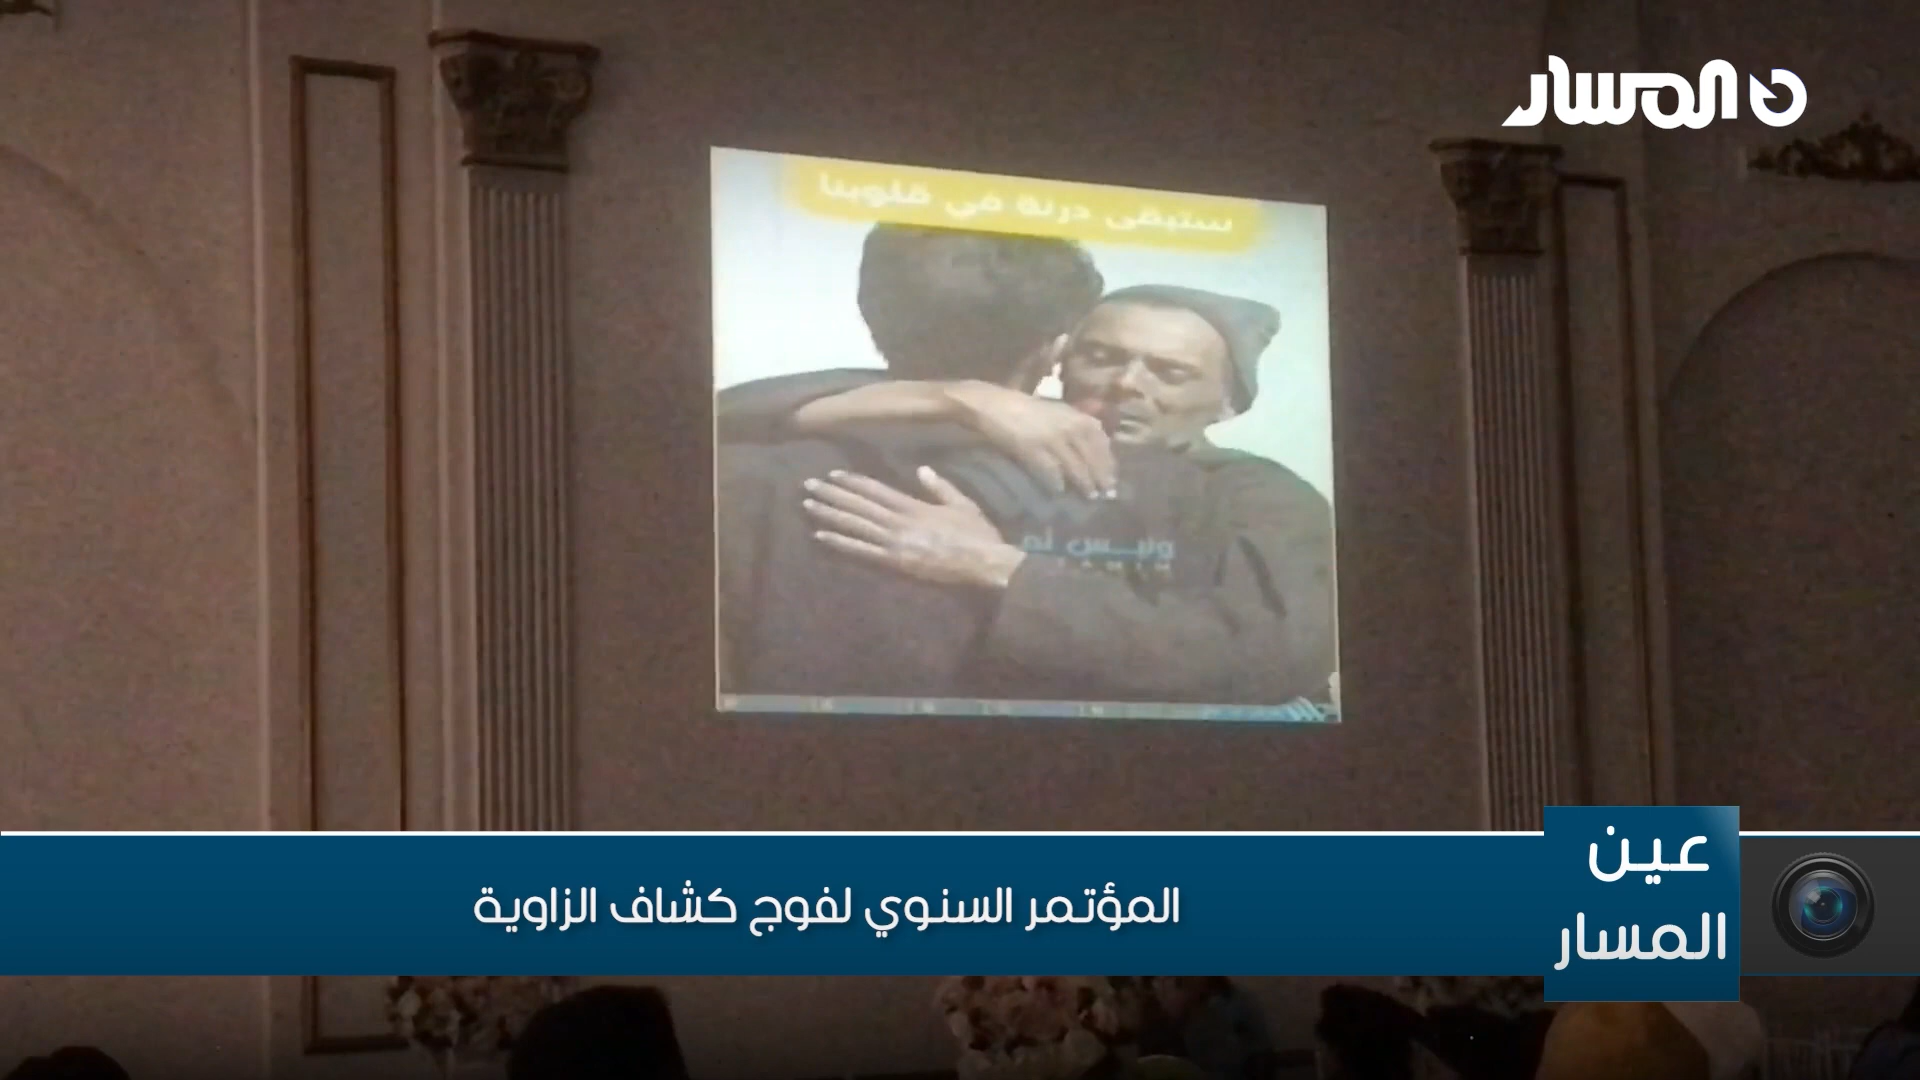 المسار
ستبقى درنة في قلوبنا
عين
المسار
المؤتمر السنوي لفوج كشاف الزاوية